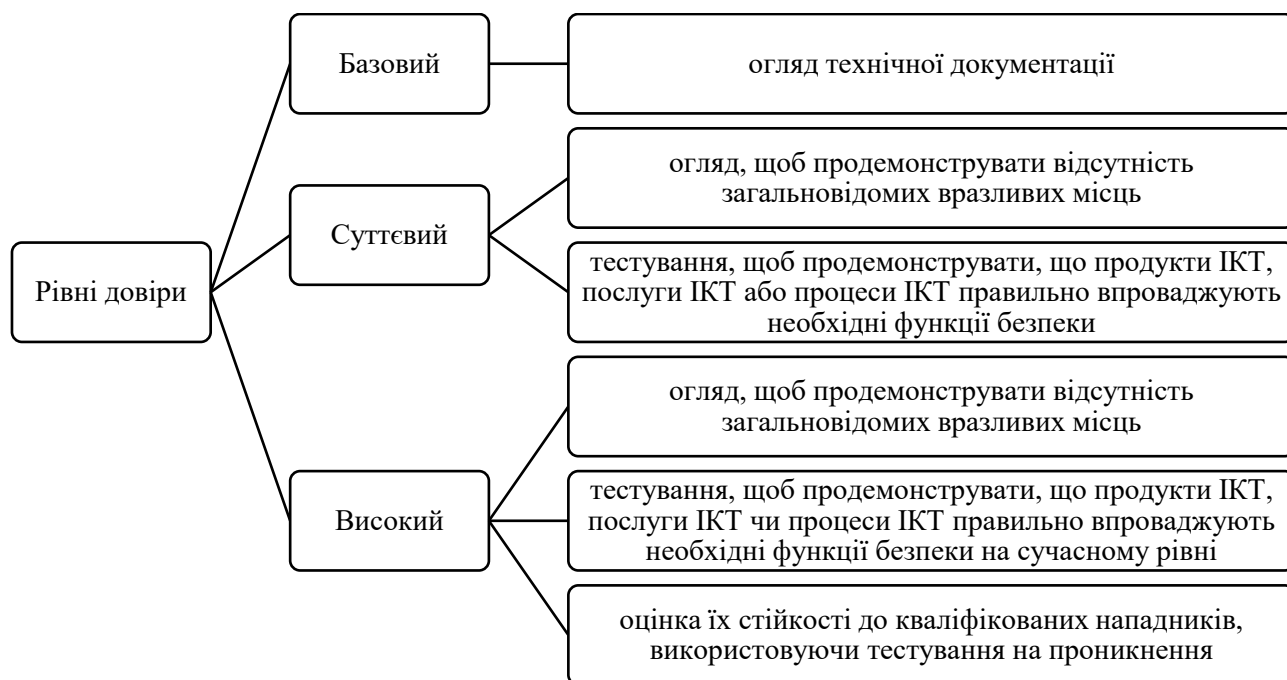 Рівні довіри
Базовий
огляд технічної документації
Суттєвий
огляд, щоб продемонструвати відсутність
загальновідомих вразливих місць
тестування, щоб продемонструвати, що продукти ІКТ,
послуги ІКТ або процеси ІКТ правильно впроваджують
необхідні функції безпеки
Високий
огляд, щоб продемонструвати відсутність
загальновідомих вразливих місць
тестування, щоб продемонструвати, що продукти ІКТ,
послуги ІКТ чи процеси ІКТ правильно впроваджують
необхідні функції безпеки на сучасному рівні
оцінка їх стійкості до кваліфікованих нападників,
використовуючи тестування на проникнення